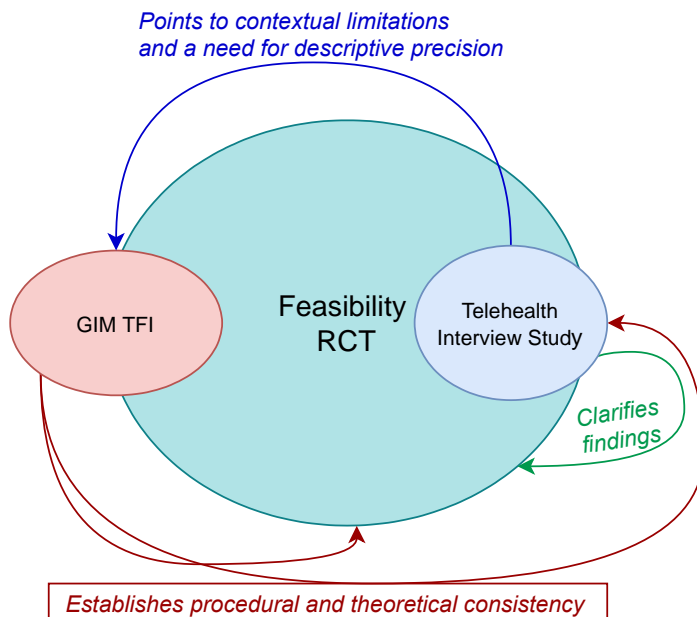 Points to contextual limitations
and a need for descriptive precision
GIM TFI
Feasibility
RCT
Telehealth
Interview Study
Clarifies
findings
Establishes procedural and theoretical consistency